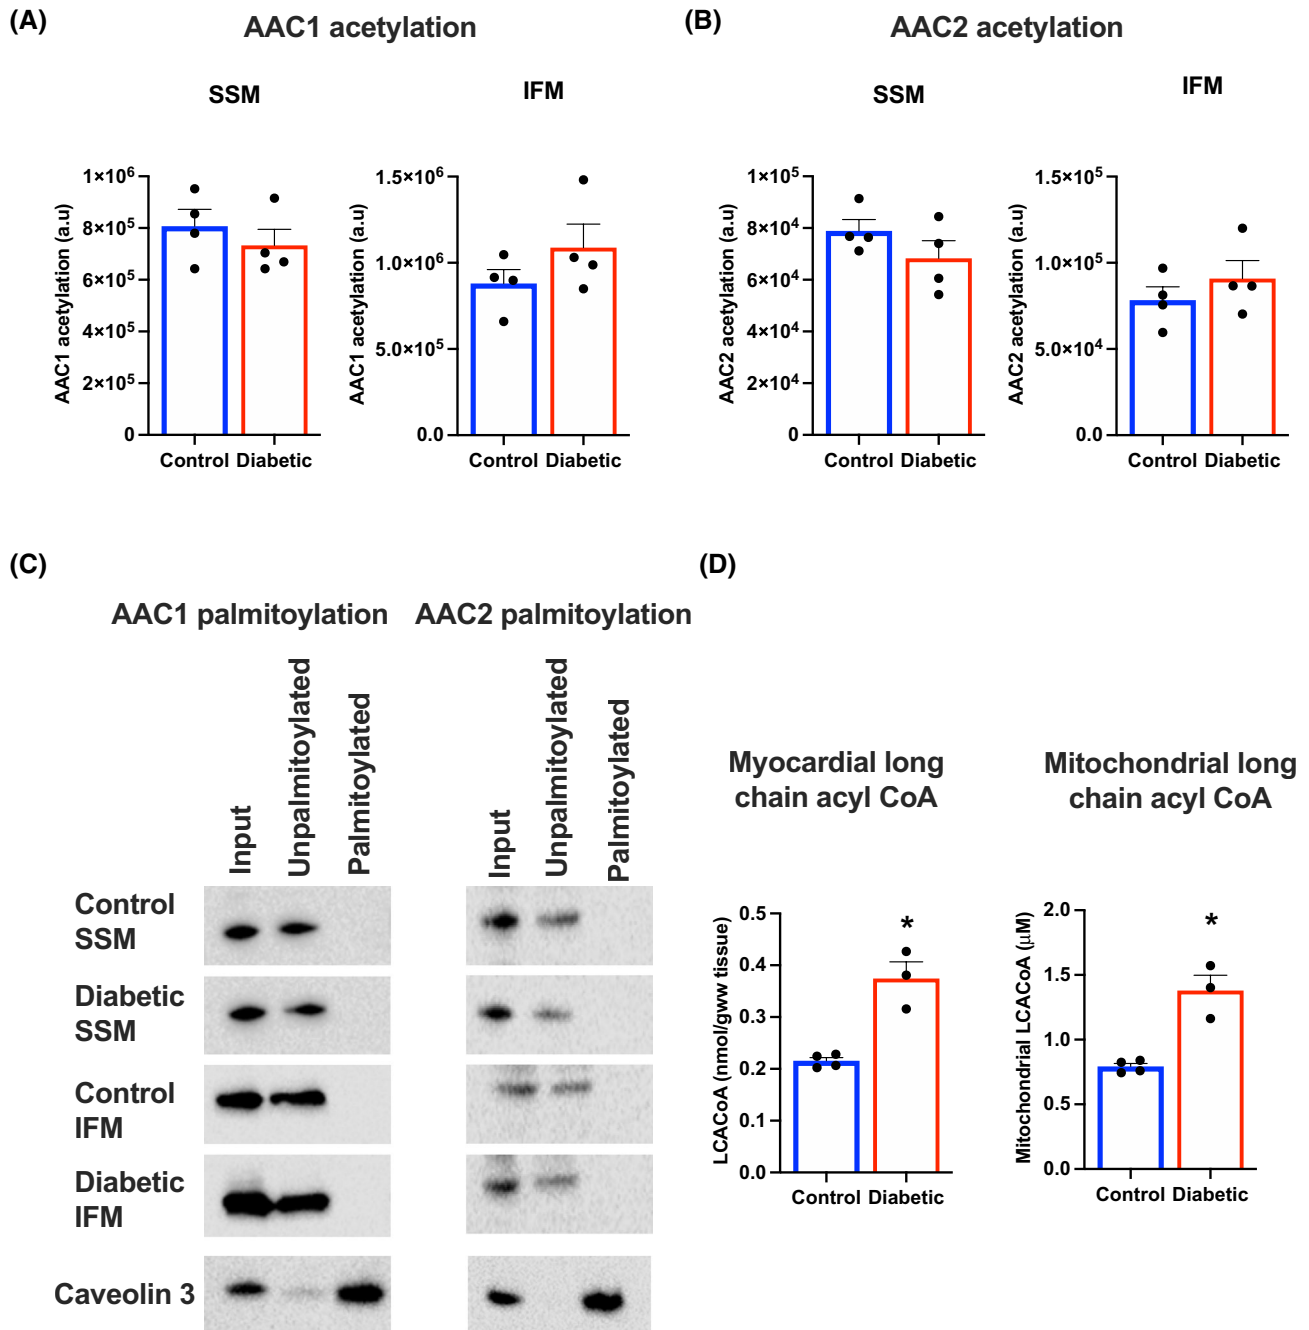 (A)
AAC1 acetylation
SSM
IFM
AAC1 acetylation (a.u)
1×10⁶
8×10⁵
6×10⁵
4×10⁵
2×10⁵
0
Control Diabetic
AAC1 acetylation (a.u)
1.5×10⁶
1.0×10⁶
5.0×10⁵
0.0
Control Diabetic
(B)
AAC2 acetylation
SSM
IFM
AAC2 acetylation (a.u)
1×10⁵
8×10⁴
6×10⁴
4×10⁴
2×10⁴
0
Control Diabetic
AAC2 acetylation (a.u)
1.5×10⁵
1.0×10⁵
5.0×10⁴
0.0
Control Diabetic
(C)
AAC1 palmitoylation
AAC2 palmitoylation
Input
Unpalmitoylated
Palmitoylated
Input
Unpalmitoylated
Palmitoylated
Control
SSM
Diabetic
SSM
Control
IFM
Diabetic
IFM
Caveolin 3
(D)
Myocardial long
chain acyl CoA
LCACoA (nmol/gww tissue)
0.5
0.4
0.3
0.2
0.1
0.0
*
Control Diabetic
Mitochondrial long
chain acyl CoA
Mitochondrial LCACoA (μM)
2.0
1.5
1.0
0.5
0.0
*
Control Diabetic